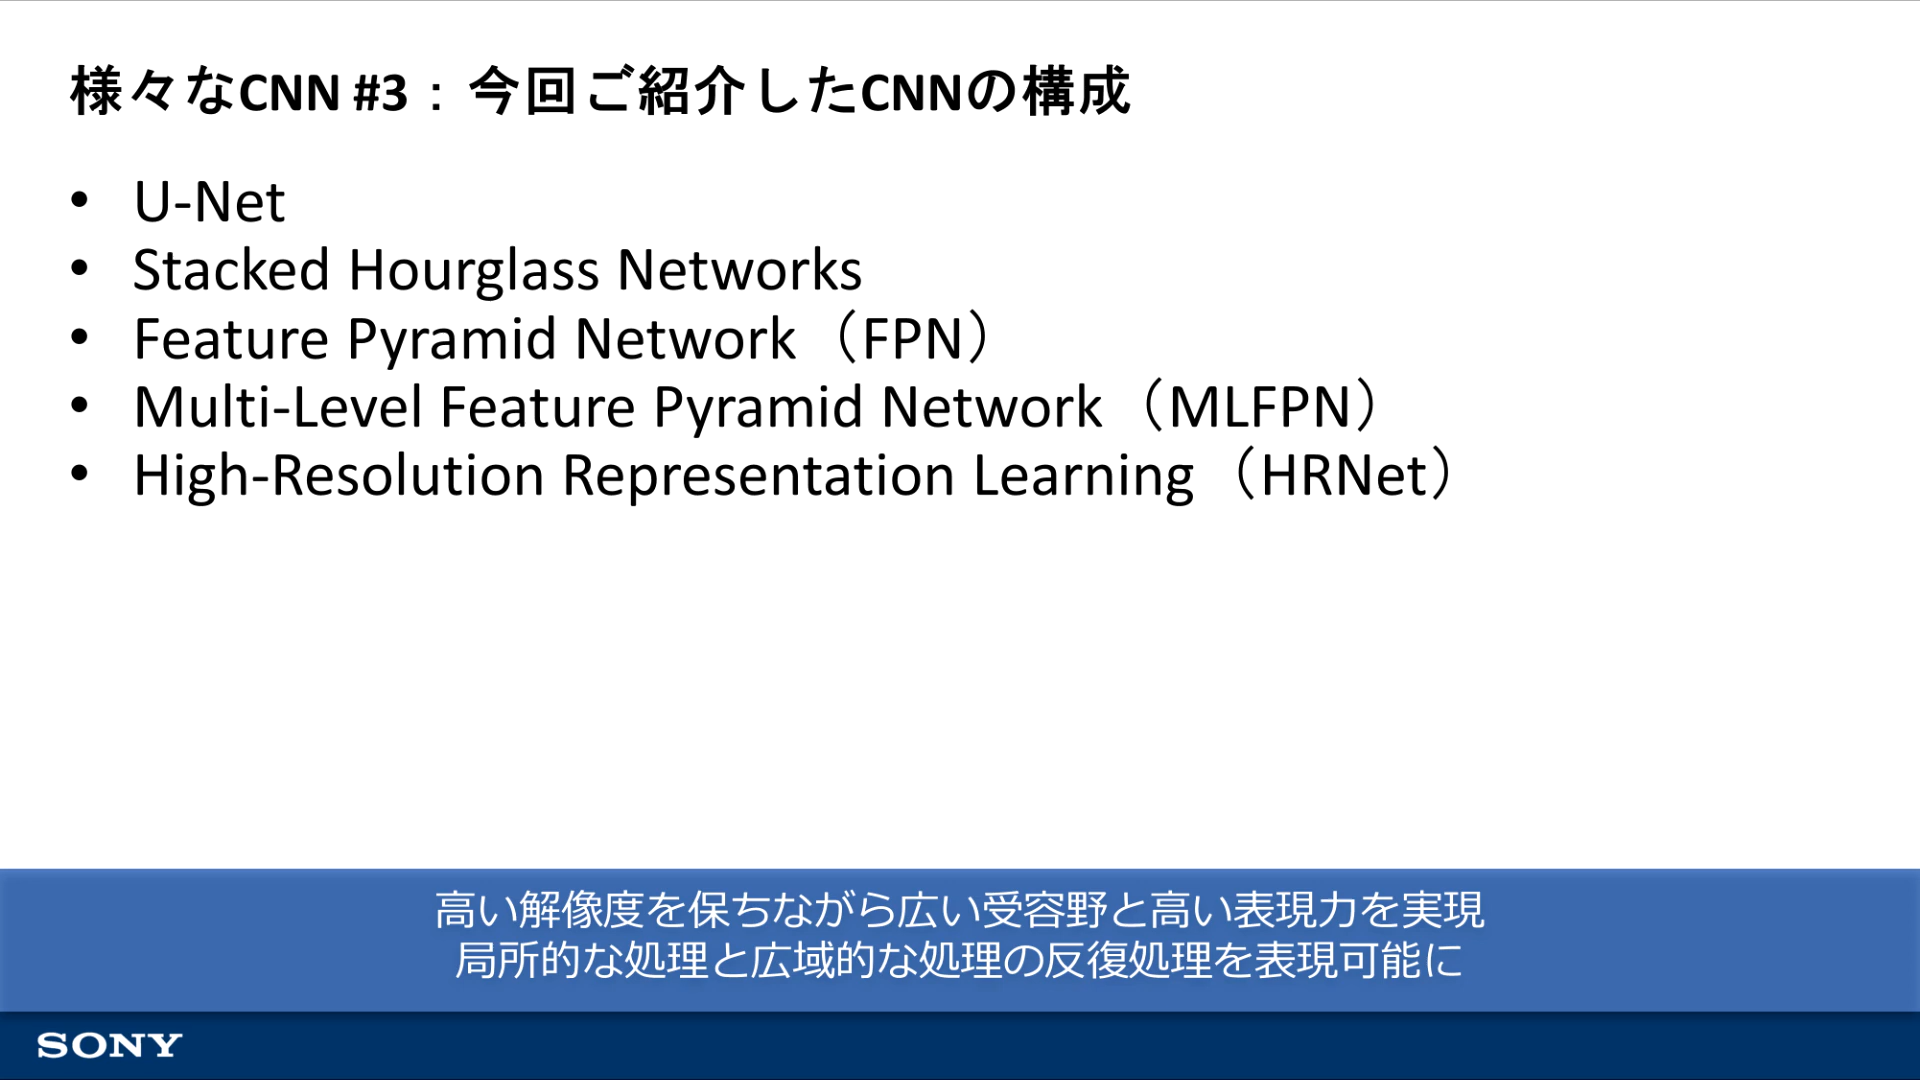 様々なCNN #3：今回ご紹介したCNNの構成
• U-Net
• Stacked Hourglass Networks
• Feature Pyramid Network（FPN）
• Multi-Level Feature Pyramid Network（MLFPN）
• High-Resolution Representation Learning（HRNet）
高い解像度を保ちながら広い受容野と高い表現力を実現
局所的な処理と広域的な処理の反復処理を表現可能に
SONY